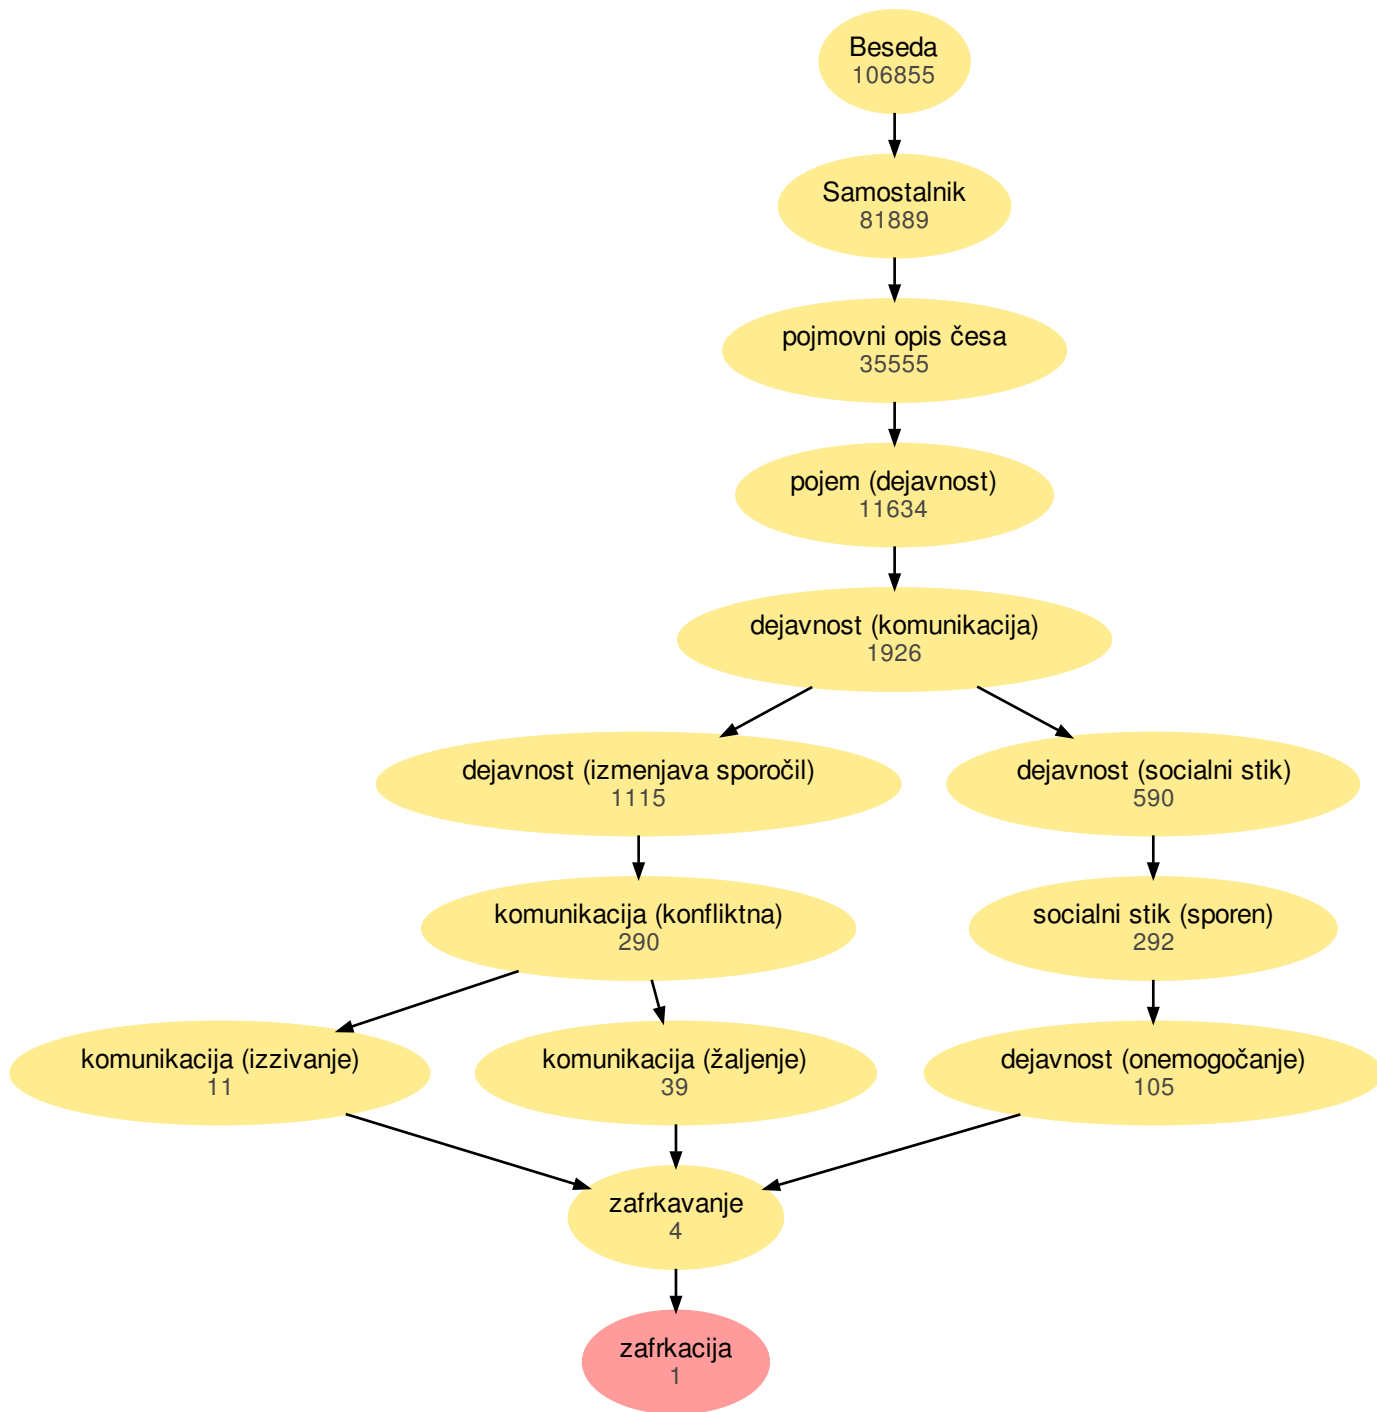 Beseda
106855
Samostalnik
81889
pojmovni opis česa
35555
pojem (dejavnost)
11634
dejavnost (komunikacija)
1926
dejavnost (izmenjava sporočil)
1115
dejavnost (socialni stik)
590
komunikacija (konfliktna)
290
socialni stik (sporen)
292
komunikacija (izzivanje)
11
komunikacija (žaljenje)
39
dejavnost (onemogočanje)
105
zafrkavanje
4
zafrkacija
1